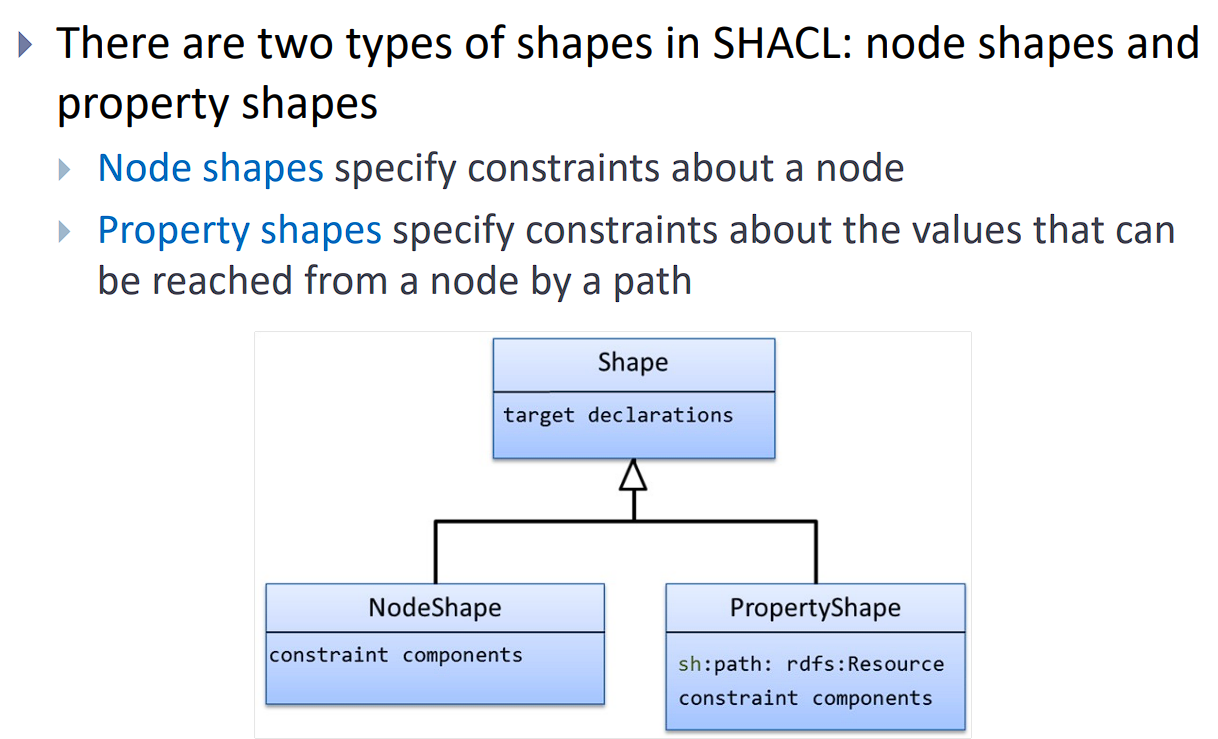 There are two types of shapes in SHACL: node shapes and
property shapes
Node shapes specify constraints about a node
Property shapes specify constraints about the values that can
be reached from a node by a path
Shape
target declarations
NodeShape
constraint components
PropertyShape
sh:path: rdfs:Resource
constraint components